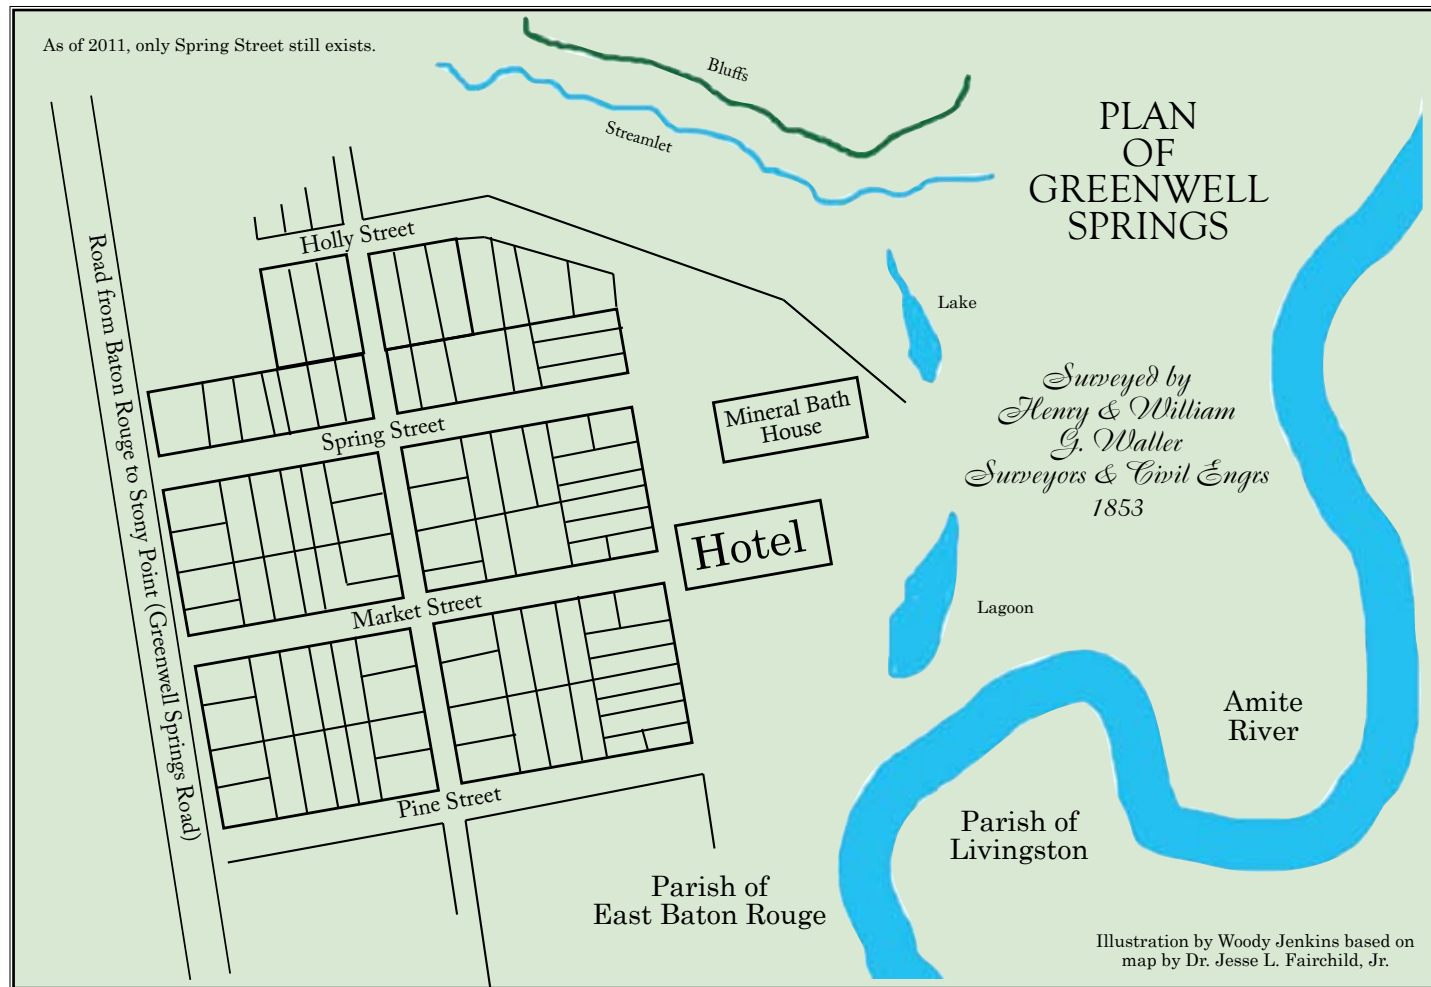 As of 2011, only Spring Street still exists.
Bluffs
Streamlet
PLAN
OF
GREENWELL
SPRINGS
Holly Street
Road from Baton Rouge to Stony Point (Greenwell Springs Road)
Lake
Surveyed by
Henry & William
G. Waller
Surveyors & Civil Engrs
1853
Mineral Bath
House
Spring Street
Hotel
Market Street
Lagoon
Amite
River
Pine Street
Parish of
Livingston
Parish of
East Baton Rouge
Illustration by Woody Jenkins based on
map by Dr. Jesse L. Fairchild, Jr.